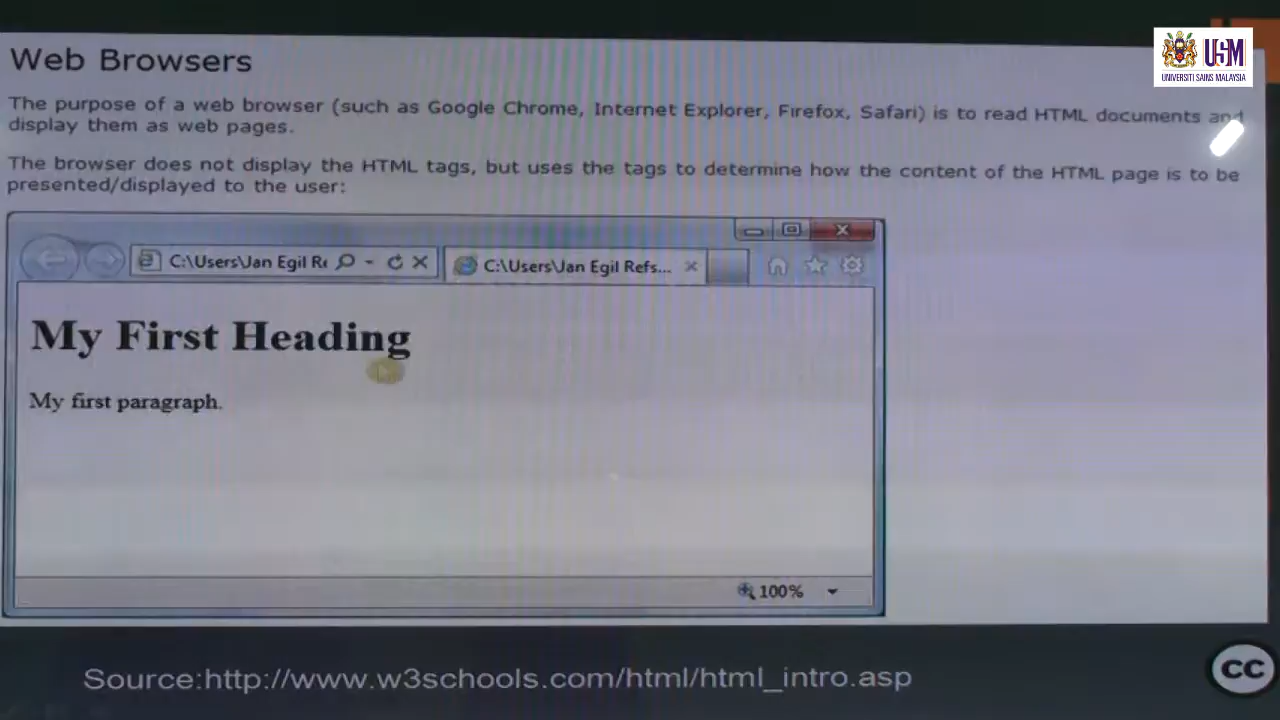 Web Browsers
USM
UNIVERSITI SAINS MALAYSIA
The purpose of a web browser (such as Google Chrome, Internet Explorer, Firefox, Safari) is to read HTML documents and
display them as web pages.
The browser does not display the HTML tags, but uses the tags to determine how the content of the HTML page is to be
presented/displayed to the user:
C:\Users\Jan Egil Re
C:\Users\Jan Egil Refs...
My First Heading
My first paragraph.
100%
Source:http://www.w3schools.com/html/html_intro.asp
CC